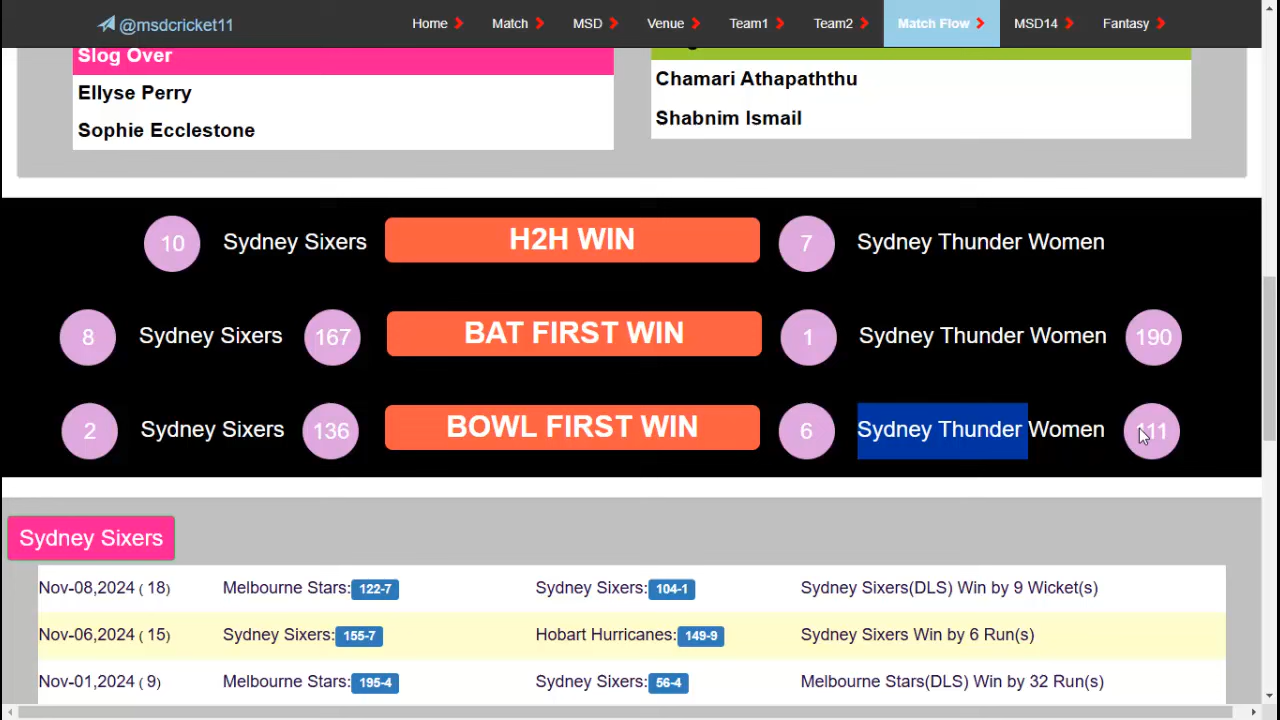 @msdcricket11 Home Match MSD Venue Team1 Team2 Match Flow MSD14 Fantasy
Slog Over
Ellyse Perry
Sophie Ecclestone
Chamari Athapaththu
Shabnim Ismail
10 Sydney Sixers H2H WIN 7 Sydney Thunder Women
8 Sydney Sixers 167 BAT FIRST WIN 1 Sydney Thunder Women 190
2 Sydney Sixers 136 BOWL FIRST WIN 6 Sydney Thunder Women 111
Sydney Sixers
Nov-08,2024 ( 18) Melbourne Stars: 122-7 Sydney Sixers: 104-1 Sydney Sixers(DLS) Win by 9 Wicket(s)
Nov-06,2024 ( 15) Sydney Sixers: 155-7 Hobart Hurricanes: 149-9 Sydney Sixers Win by 6 Run(s)
Nov-01,2024 ( 9) Melbourne Stars: 195-4 Sydney Sixers: 56-4 Melbourne Stars(DLS) Win by 32 Run(s)